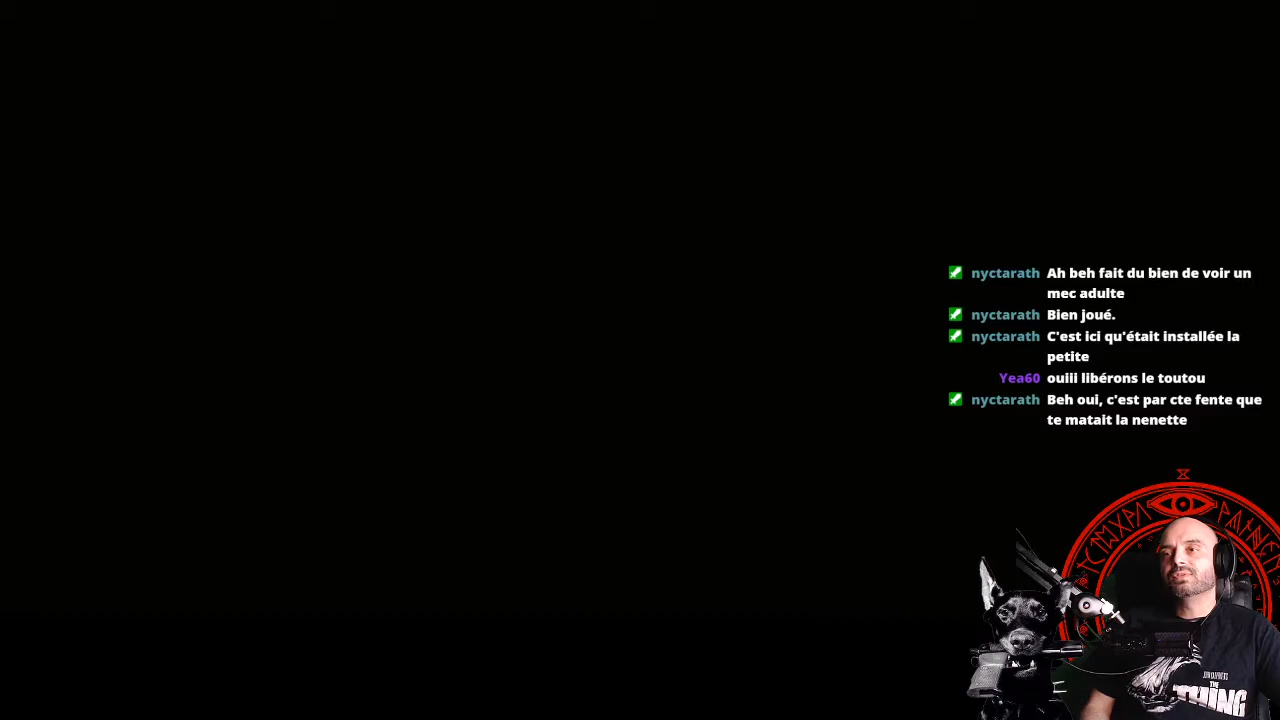 nyctarath Ah beh fait du bien de voir un
mec adulte
nyctarath Bien joué.
nyctarath C'est ici qu'était installée la
petite
Yea60 ouiii libérons le toutou
nyctarath Beh oui, c'est par cte fente que
te matait la nenette
THE
THING